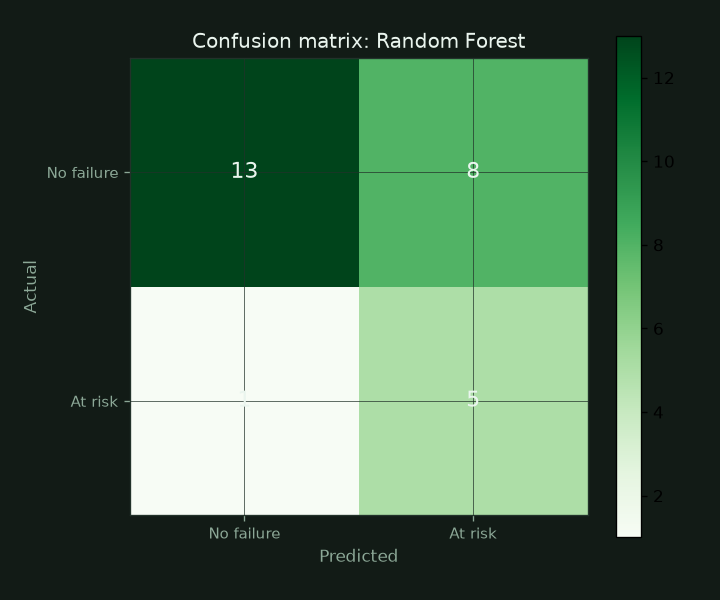 Confusion matrix: Random Forest
12
No failure
13
8
10
8
6
Actual
At risk
5
4
2
No failure
At risk
Predicted